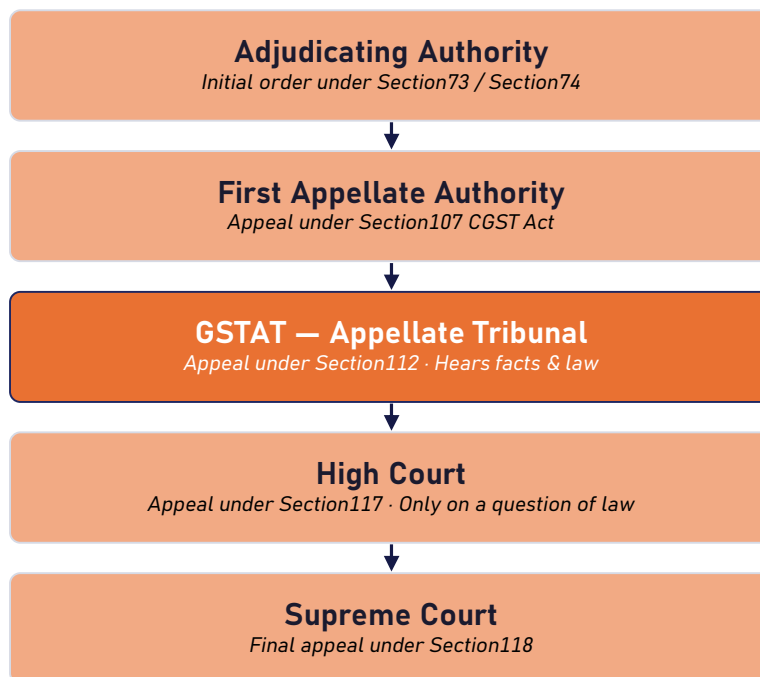 Adjudicating Authority
Initial order under Section73 / Section74
First Appellate Authority
Appeal under Section107 CGST Act
GSTAT — Appellate Tribunal
Appeal under Section112 · Hears facts & law
High Court
Appeal under Section117 · Only on a question of law
Supreme Court
Final appeal under Section118